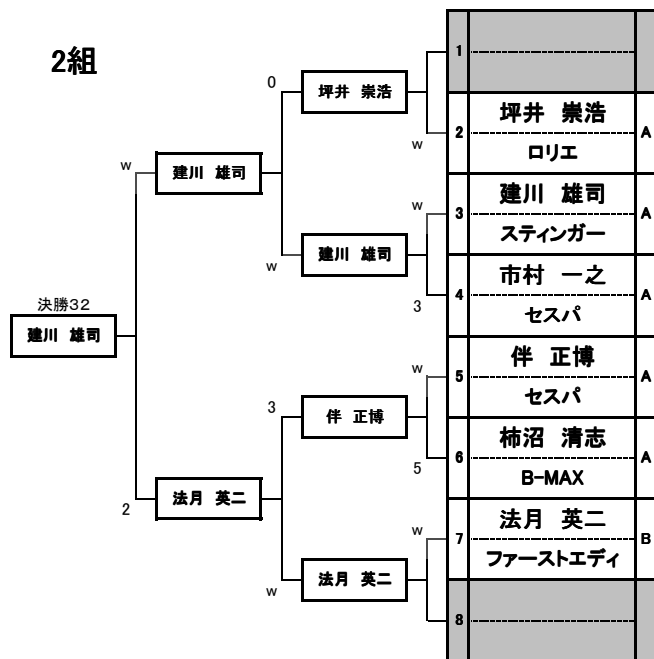 2組
決勝32
建川 雄司
w
建川 雄司
2
法月 英二
0
坪井 崇浩
w
建川 雄司
3
伴 正博
w
法月 英二
w
w
3
w
5
w
1
2
坪井 崇浩
ロリエ
A
3
建川 雄司
スティンガー
A
4
市村 一之
セスパ
A
5
伴 正博
セスパ
A
6
柿沼 清志
B-MAX
A
7
法月 英二
ファーストエディ
B
8